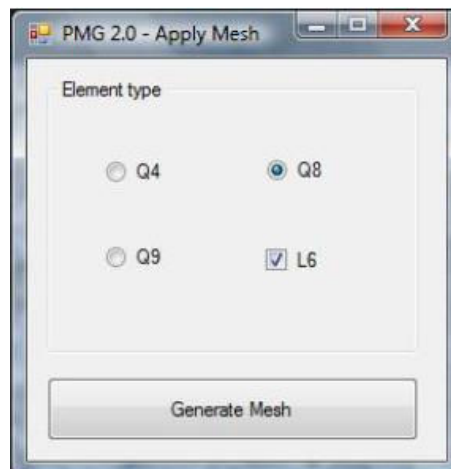 PMG 2.0 - Apply Mesh
Element type
Q4
Q8
Q9
L6
Generate Mesh